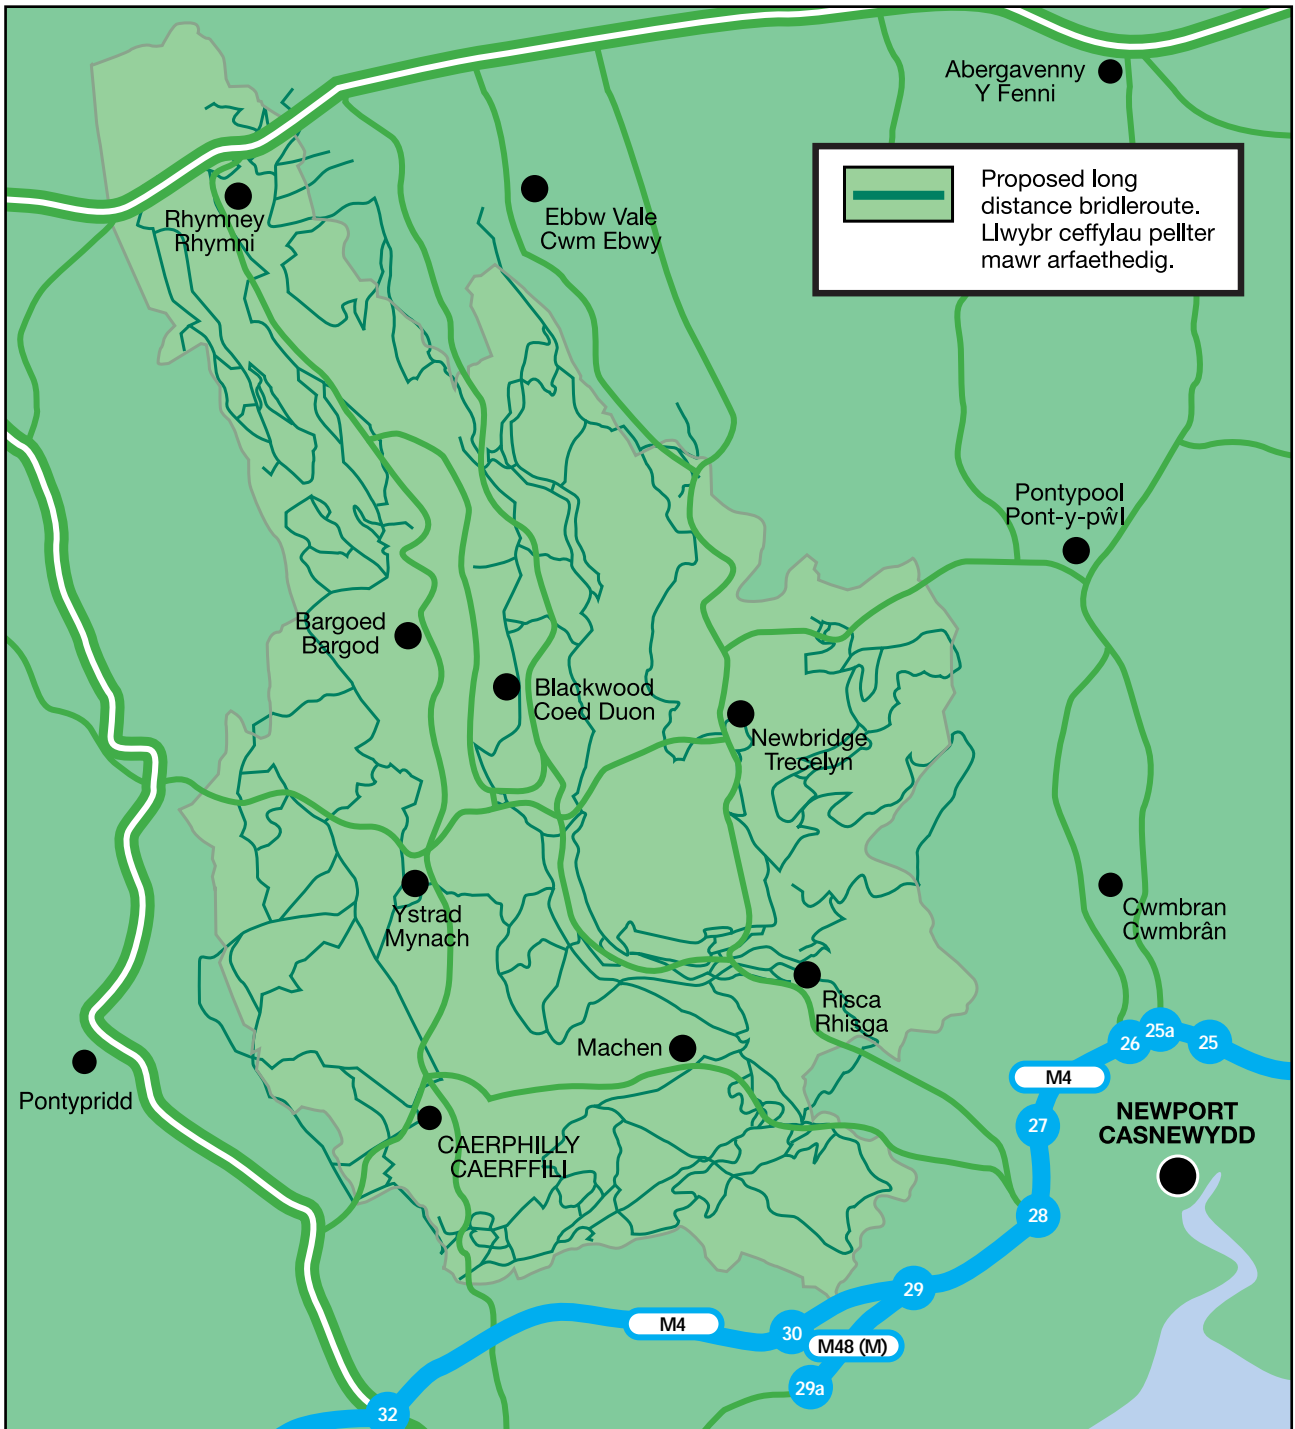 Abergavenny
Y Fenni
Proposed long
distance bridleroute.
Llwybr ceffylau pellter
mawr arfaethedig.
Rhymney
Rhymni
Ebbw Vale
Cwm Ebwy
Pontypool
Pont-y-pŵl
Bargoed
Bargod
Blackwood
Coed Duon
Newbridge
Trecelyn
Ystrad
Mynach
Cwmbran
Cwmbrân
Risca
Rhisga
Machen
Pontypridd
CAERPHILLY
CAERFFILI
26
25a
25
M4
27
NEWPORT
CASNEWYDD
28
29
M4
30
M48 (M)
29a
32